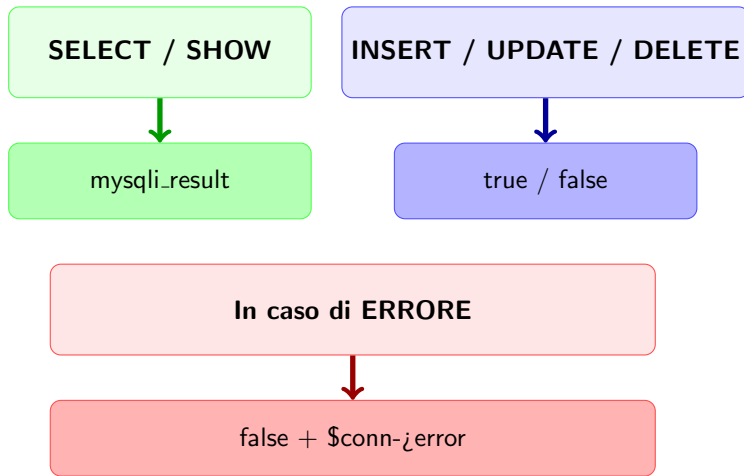 SELECT / SHOW
INSERT / UPDATE / DELETE
mysqli_result
true / false
In caso di ERRORE
false + $conn-¿error